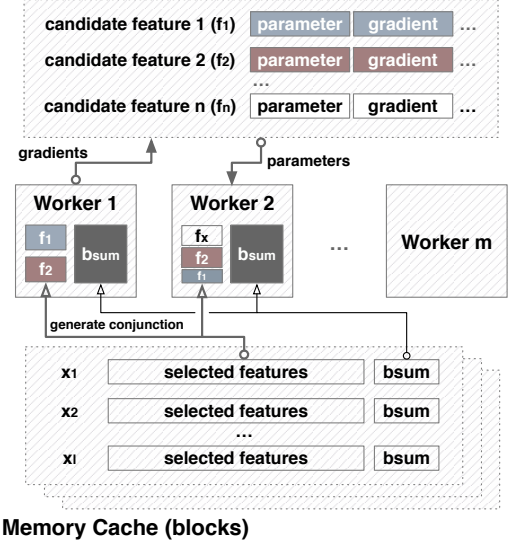 candidate feature 1 (f1) parameter gradient ...
candidate feature 2 (f2) parameter gradient ...
...
candidate feature n (fn) parameter gradient ...
gradients
parameters
Worker 1
f1
f2
bsum
Worker 2
fx
f2
f1
bsum
...
Worker m
generate conjunction
x1 selected features bsum
x2 selected features bsum
...
xl selected features bsum
Memory Cache (blocks)